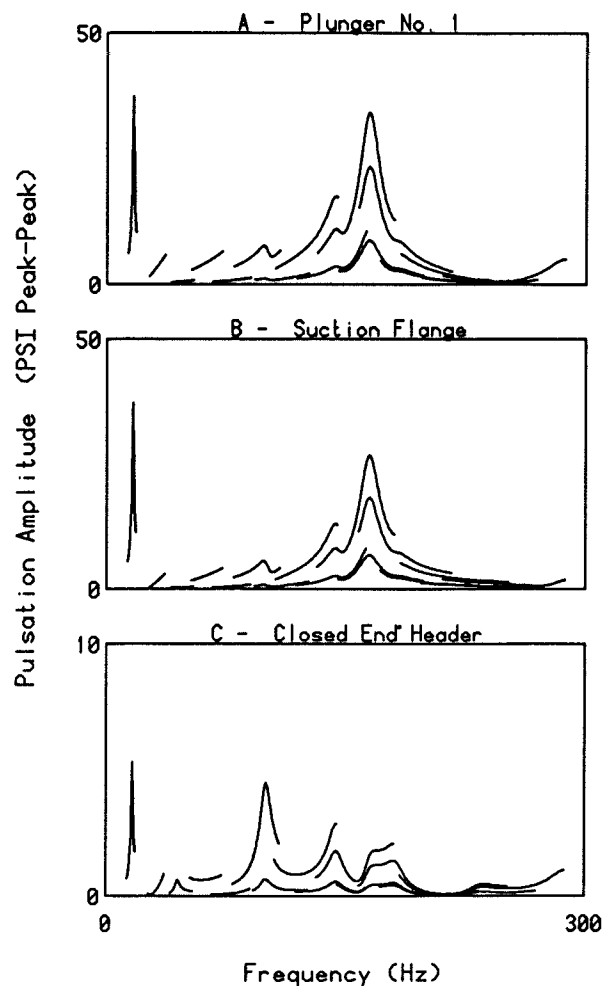 A - Plunger No. 1
50
0
B - Suction Flange
50
0
C - Closed End Header
10
0
0 300
Frequency (Hz)
Pulsation Amplitude (PSI Peak-Peak)